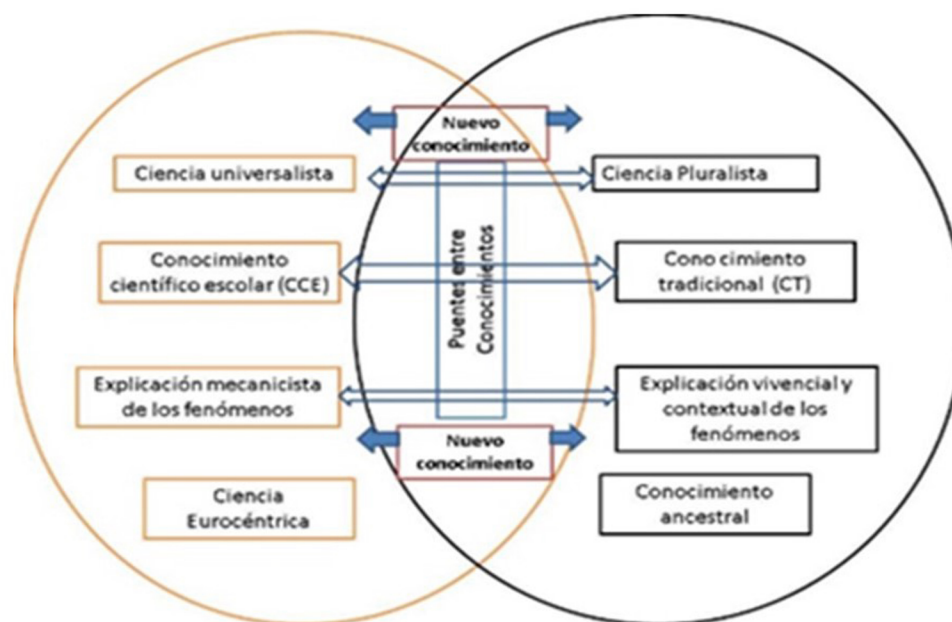 Nuevo
conocimiento
Ciencia universalista
Ciencia Pluralista
Puentes entre
Conocimientos
Conocimiento
científico escolar (CCE)
Cono cimiento
tradicional (CT)
Explicación mecanicista
de los fenómenos
Explicación vivencial y
contextual de los
fenómenos
Nuevo
conocimiento
Ciencia
Eurocéntrica
Conocimiento
ancestral